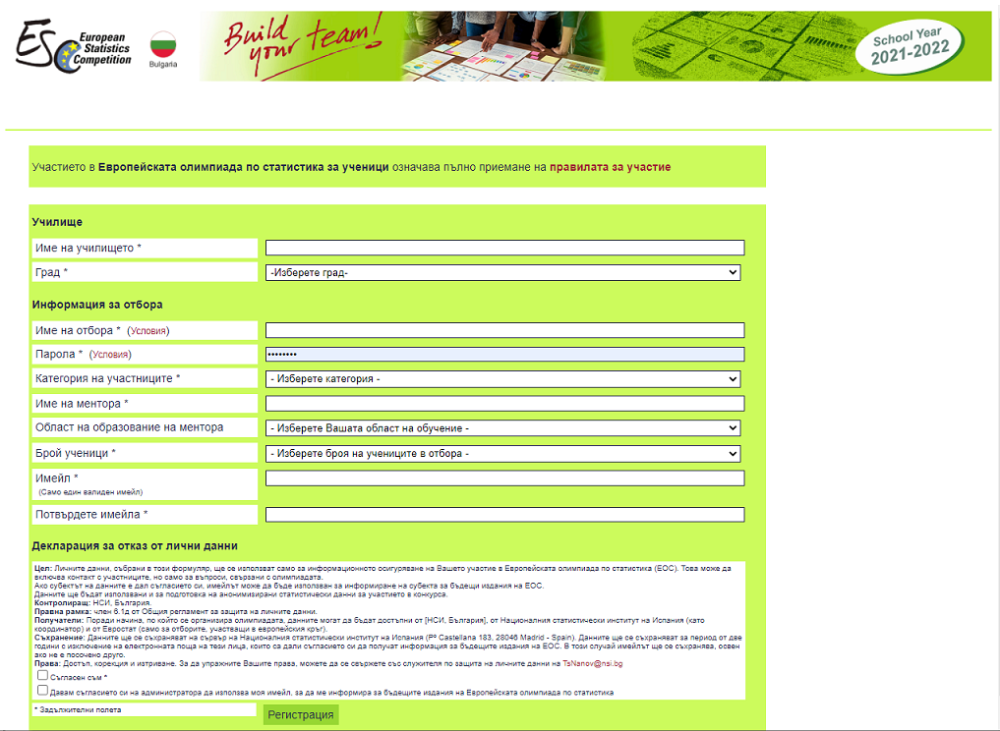 ESC European
Statistics
Competition
Bulgaria
Build
your team!
School Year
2021-2022
Участието в Европейската олимпиада по статистика за ученици означава пълно приемане на правилата за участие
Училище
Име на училището *
Град * -Изберете град-
Информация за отбора
Име на отбора * (Условия)
Парола * (Условия) ••••••••
Категория на участниците * - Изберете категория -
Име на ментора *
Област на образование на ментора - Изберете Вашата област на обучение -
Брой ученици * - Изберете броя на учениците в отбора -
Имейл *
(Само един валиден имейл)
Потвърдете имейла *
Декларация за отказ от лични данни
Цел: Личните данни, събрани в този формуляр, ще се използват само за информационното осигуряване на Вашето участие в Европейската олимпиада по статистика (ЕОС). Това може да
включва контакт с участниците, но само за въпроси, свързани с олимпиадата.
Ако субектът на данните е дал съгласието си, имейлът може да бъде използван за информиране на субекта за бъдещи издания на ЕОС.
Данните ще бъдат използвани и за подготовка на анонимизирани статистически данни за участието в конкурса.
Контролиращ: НСИ, България.
Правна рамка: член 6.1д от Общия регламент за защита на личните данни.
Получатели: Поради начина, по който се организира олимпиадата, данните могат да бъдат достъпни от [НСИ, България], от Националния статистически институт на Испания (като
координатор) и от Евростат (само за отборите, участващи в европейския кръг).
Съхранение: Данните ще се съхраняват на сървър на Националния статистически институт на Испания (Pº Castellana 183, 28046 Madrid - Spain). Данните ще се съхраняват за период от две
години с изключение на електронната поща на тези лица, които са дали съгласието си да получат информация за бъдещите издания на ЕОС. В този случай имейлът ще се съхранява, освен
ако не е посочено друго.
Права: Достъп, корекция и изтриване. За да упражните Вашите права, можете да се свържете със служителя по защита на личните данни на TsNanov@nsi.bg
Съгласен съм *
Давам съгласието си на администратора да използва моя имейл, за да ме информира за бъдещите издания на Европейската олимпиада по статистика
* Задължителни полета
Регистрация